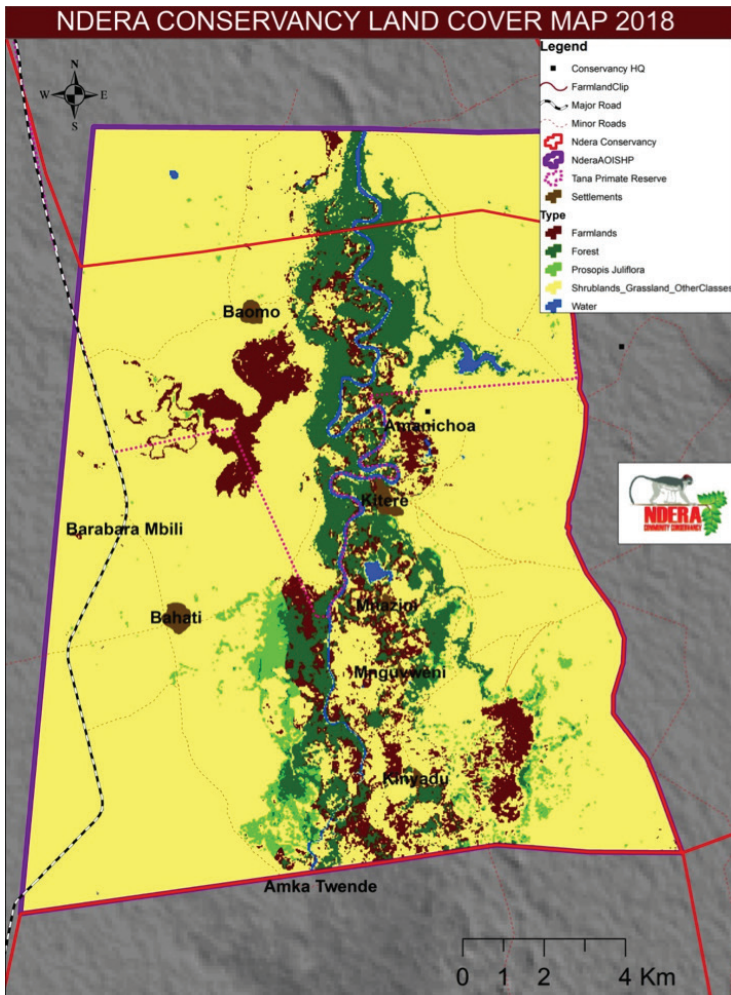 NDERA CONSERVANCY LAND COVER MAP 2018
N
W E
S
Legend
Conservancy HQ
FarmlandClip
Major Road
Minor Roads
Ndera Conservancy
NderaAOISHP
Tana Primate Reserve
Settlements
Type
Farmlands
Forest
Prosopis Juliflora
Shrublands_Grassland_OtherClasses
Water
Baomo
Amanichoa
Kitere
NDERA
COMMUNITY CONSERVANCY
Barabara Mbili
Bahati
Mnguvweni
Kinyadu
Amka Twende
0 1 2 4 Km